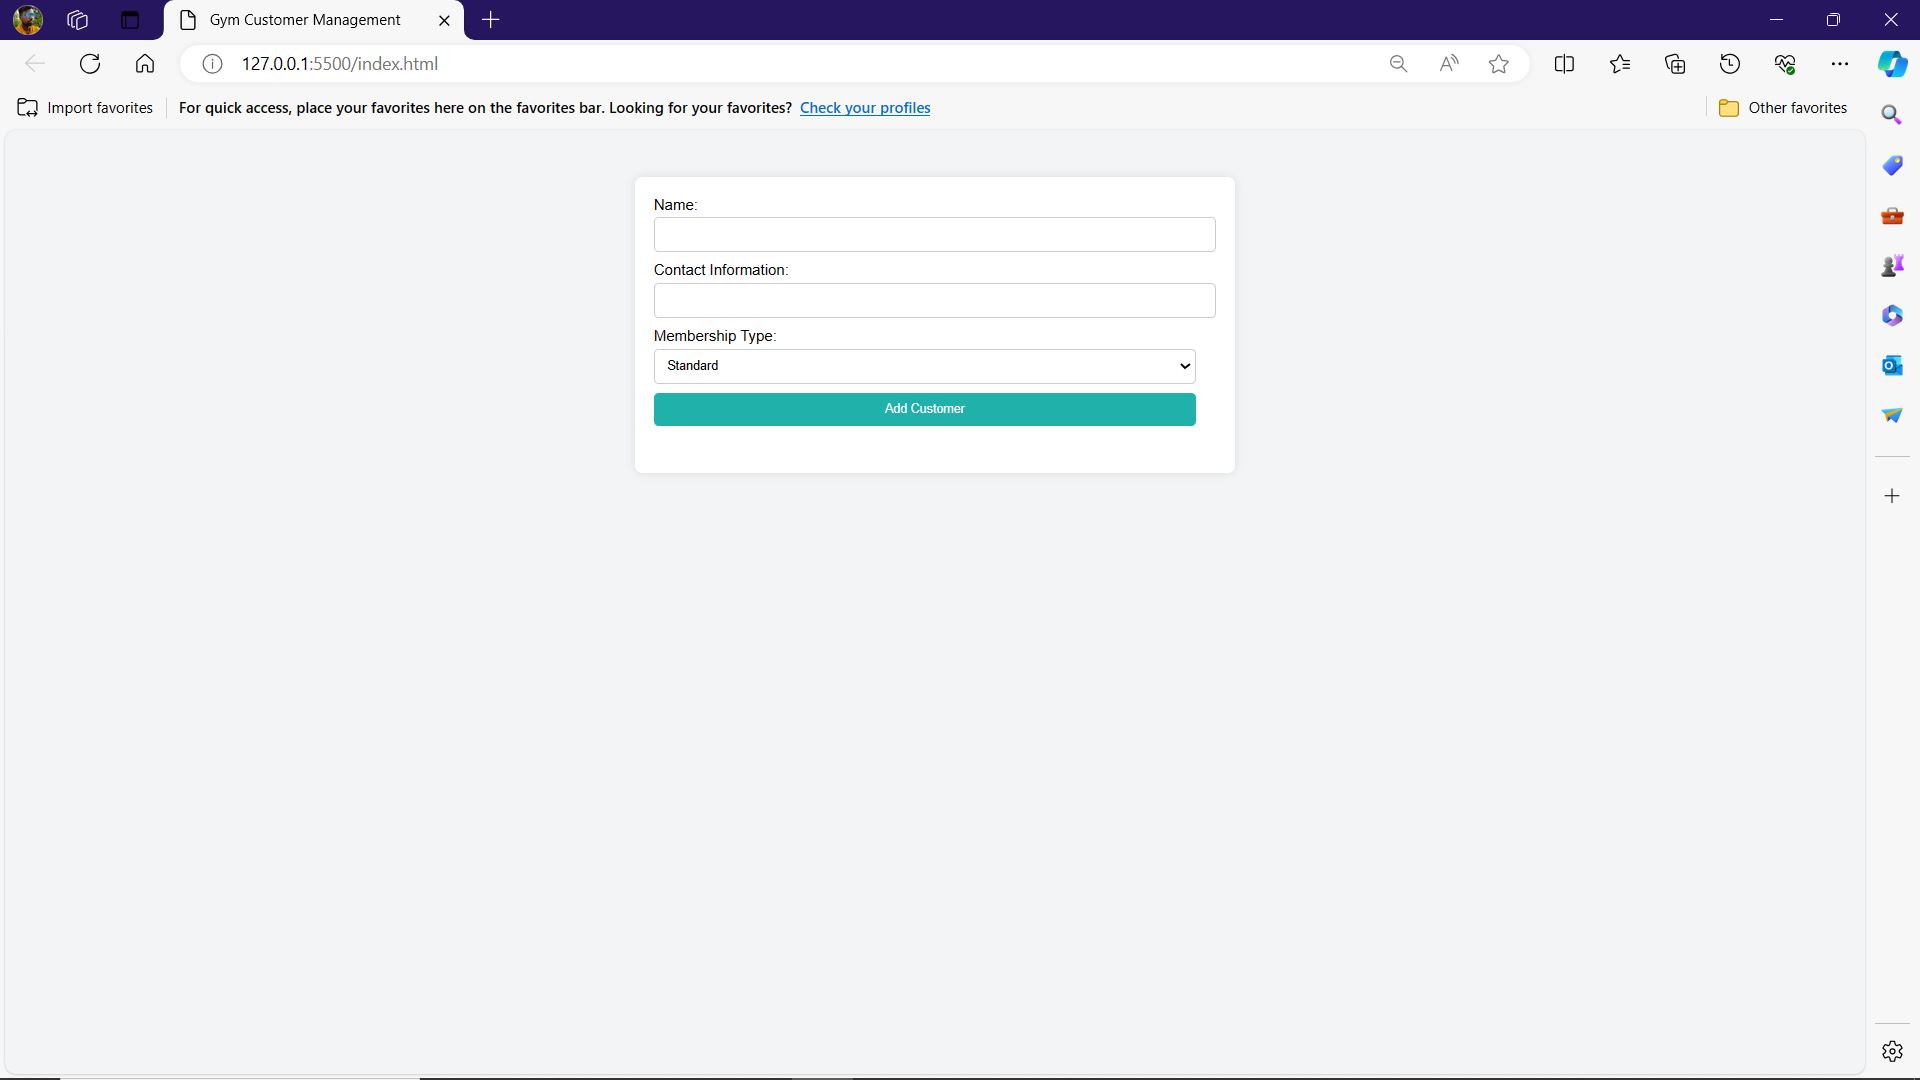 Gym Customer Management
127.0.0.1:5500/index.html
Import favorites
For quick access, place your favorites here on the favorites bar. Looking for your favorites? Check your profiles
Other favorites
Name:
Contact Information:
Membership Type:
Standard
Add Customer